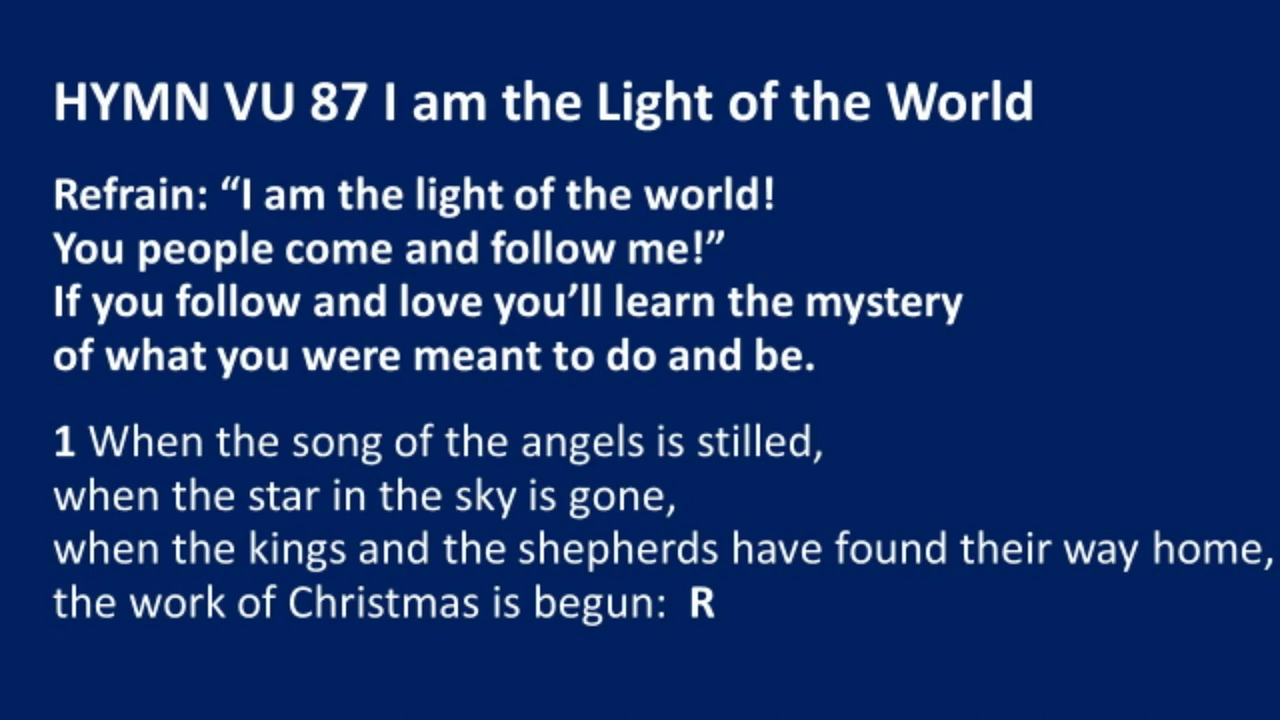 HYMN VU 87 I am the Light of the World
Refrain: “I am the light of the world!
You people come and follow me!”
If you follow and love you’ll learn the mystery
of what you were meant to do and be.
1 When the song of the angels is stilled,
when the star in the sky is gone,
when the kings and the shepherds have found their way home,
the work of Christmas is begun:  R